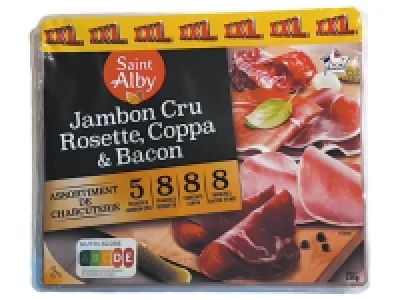 XXL XXL XXL XXL XXL XXL XXL
Saint
Alby
Jambon Cru
Rosette, Coppa
& Bacon
ASSORTIMENT
DE
CHARCUTERIE
5 8 8 8
NUTRI-SCORE
A B C D E